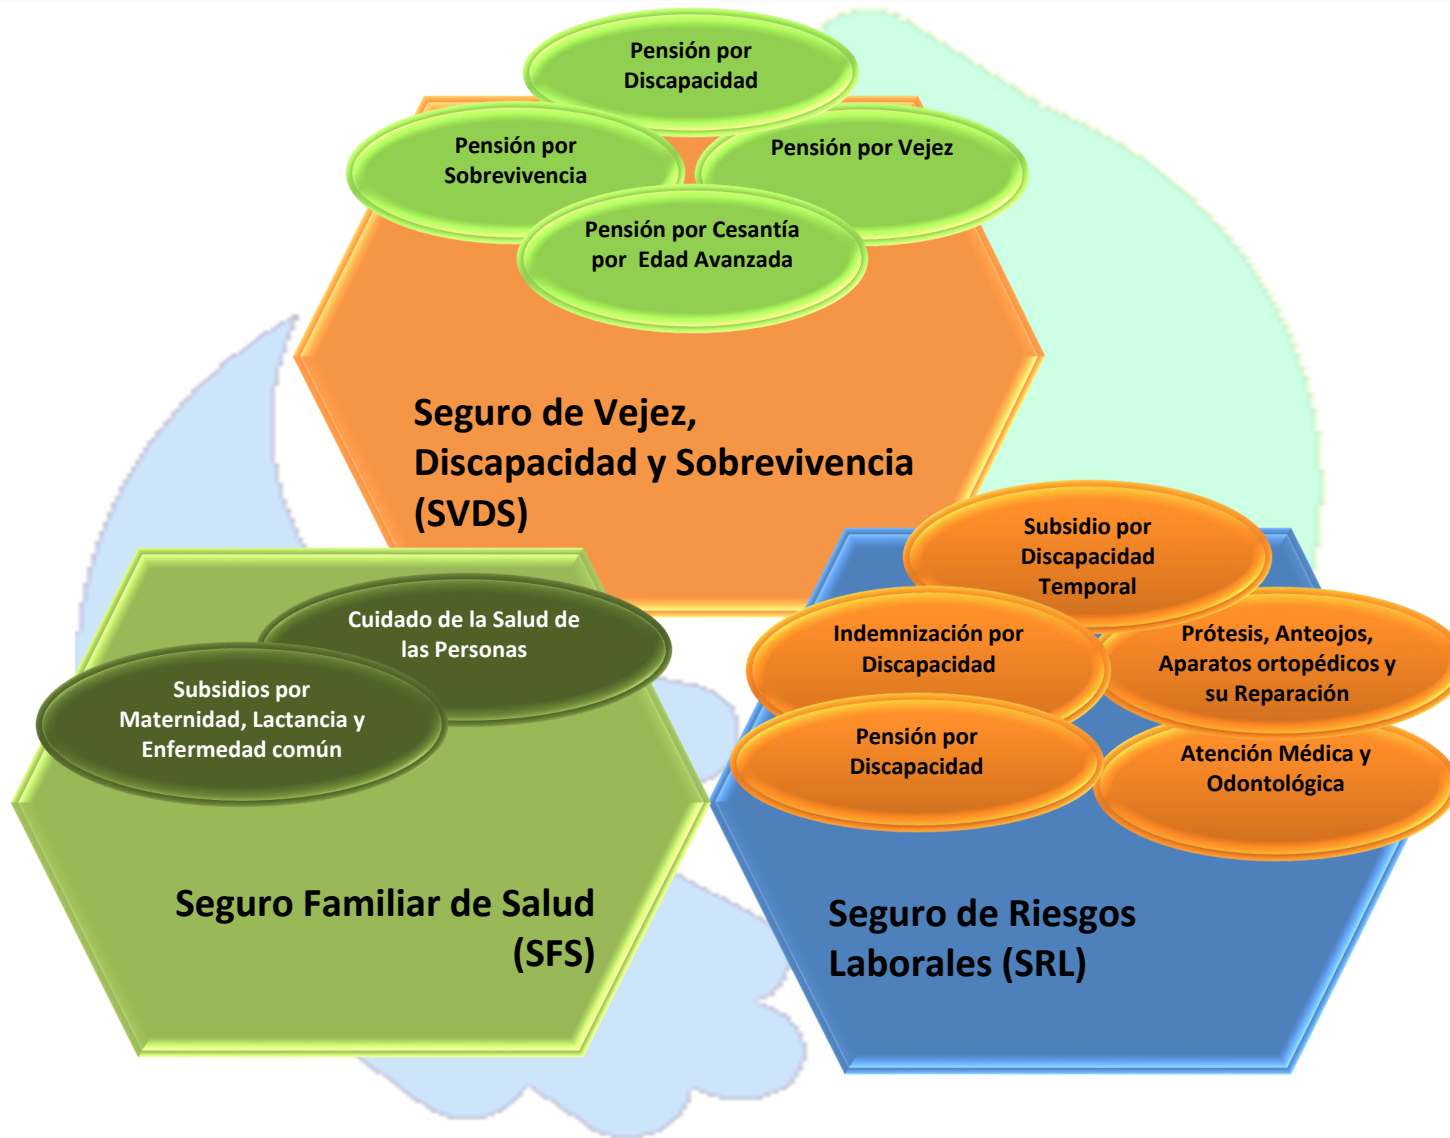 Pensión por
Discapacidad
Pensión por
Sobrevivencia
Pensión por Vejez
Pensión por Cesantía
por Edad Avanzada
Seguro de Vejez,
Discapacidad y Sobrevivencia
(SVDS)
Cuidado de la Salud de
las Personas
Subsidios por
Maternidad, Lactancia y
Enfermedad común
Seguro Familiar de Salud
(SFS)
Subsidio por
Discapacidad
Temporal
Indemnización por
Discapacidad
Prótesis, Anteojos,
Aparatos ortopédicos y
su Reparación
Pensión por
Discapacidad
Atención Médica y
Odontológica
Seguro de Riesgos
Laborales (SRL)